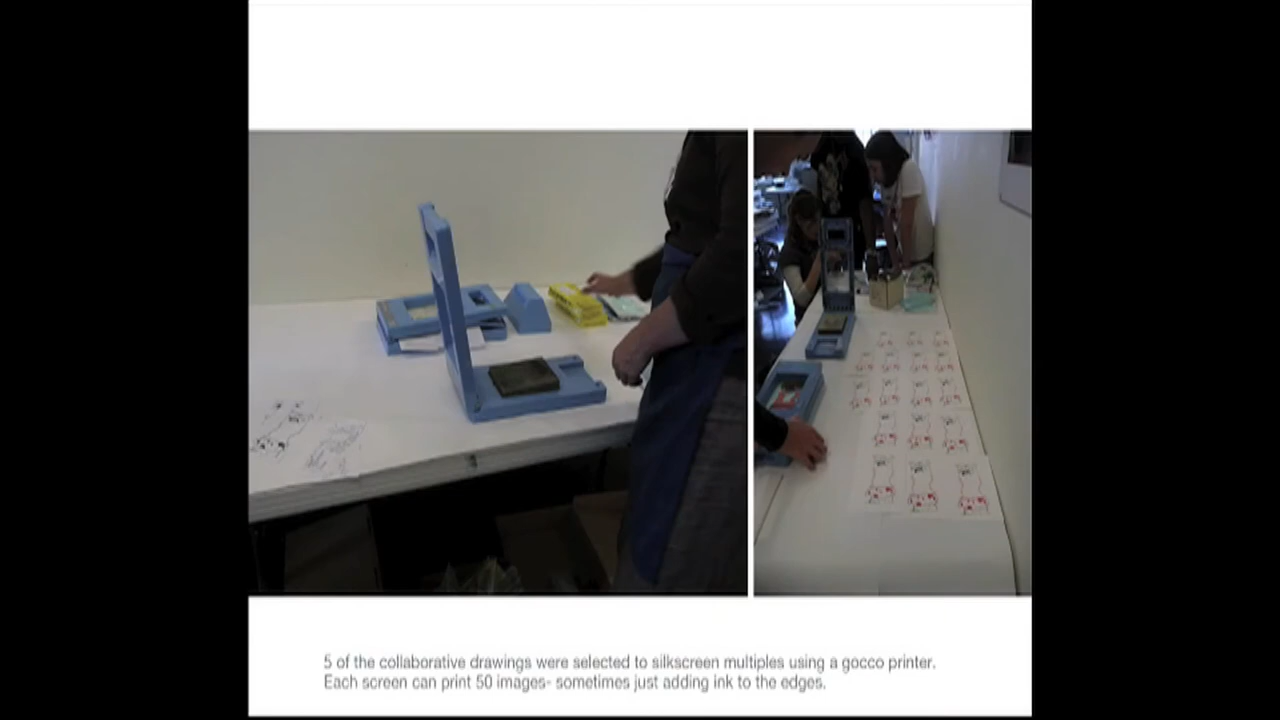 5 of the collaborative drawings were selected to silkscreen multiples using a gocco printer.
Each screen can print 50 images- sometimes just adding ink to the edges.